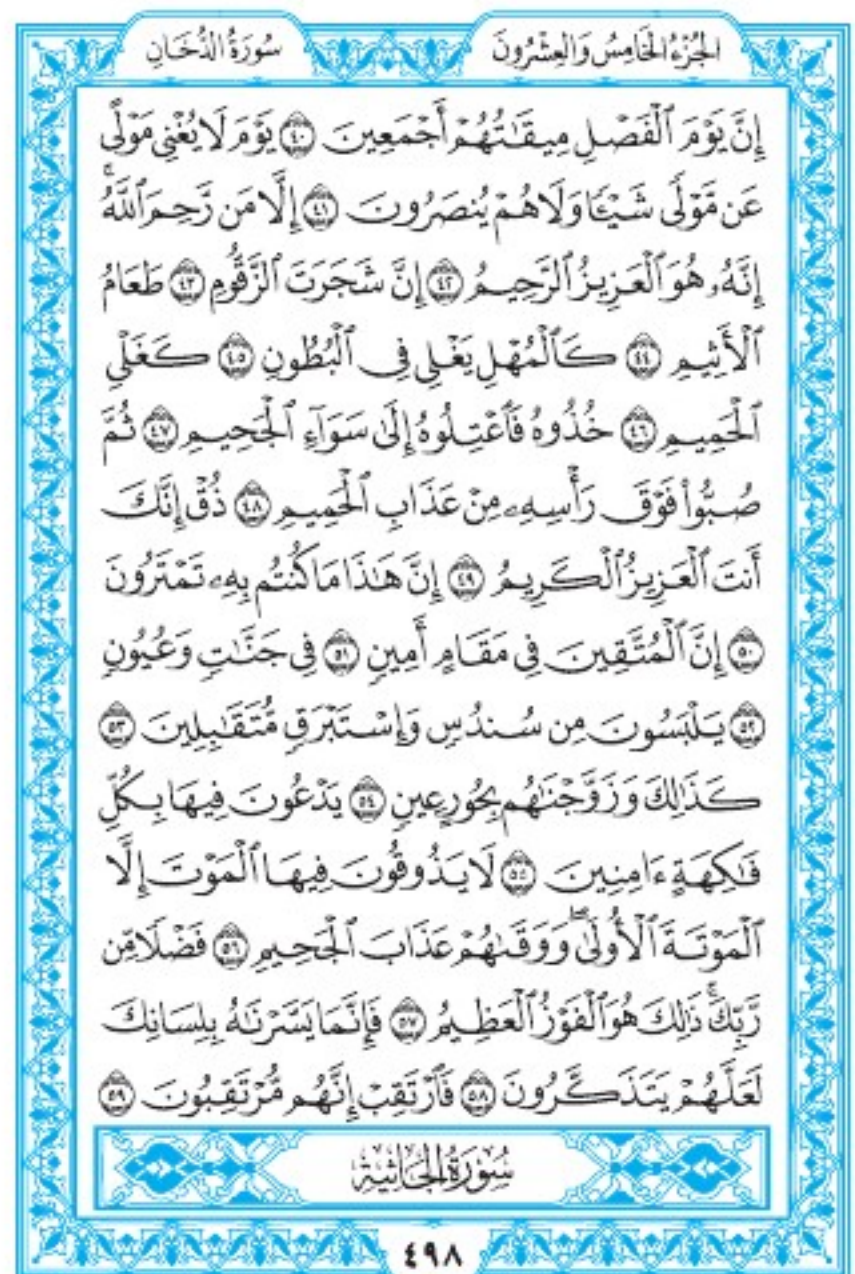 الجُزْءُ الخَامِسُ وَالعِشْرُونَ
سُورَةُ الدُّخَانِ
إِنَّ يَوْمَ ٱلْفَصْلِ مِيقَٰتُهُمْ أَجْمَعِينَ ۝٤٠ يَوْمَ لَا يُغْنِى مَوْلًى
عَن مَّوْلًى شَيْـًٔا وَلَا هُمْ يُنصَرُونَ ۝٤١ إِلَّا مَن رَّحِمَ ٱللَّهُ ۚ
إِنَّهُۥ هُوَ ٱلْعَزِيزُ ٱلرَّحِيمُ ۝٤٢ إِنَّ شَجَرَتَ ٱلزَّقُّومِ ۝٤٣ طَعَامُ
ٱلْأَثِيمِ ۝٤٤ كَٱلْمُهْلِ يَغْلِى فِى ٱلْبُطُونِ ۝٤٥ كَغَلْىِ
ٱلْحَمِيمِ ۝٤٦ خُذُوهُ فَٱعْتِلُوهُ إِلَىٰ سَوَآءِ ٱلْجَحِيمِ ۝٤٧ ثُمَّ
صُبُّوا۟ فَوْقَ رَأْسِهِۦ مِنْ عَذَابِ ٱلْحَمِيمِ ۝٤٨ ذُقْ إِنَّكَ
أَنتَ ٱلْعَزِيزُ ٱلْكَرِيمُ ۝٤٩ إِنَّ هَٰذَا مَا كُنتُم بِهِۦ تَمْتَرُونَ
۝٥٠ إِنَّ ٱلْمُتَّقِينَ فِى مَقَامٍ أَمِينٍ ۝٥١ فِى جَنَّٰتٍ وَعُيُونٍ
۝٥٢ يَلْبَسُونَ مِن سُندُسٍ وَإِسْتَبْرَقٍ مُّتَقَٰبِلِينَ ۝٥٣
كَذَٰلِكَ وَزَوَّجْنَٰهُم بِحُورٍ عِينٍ ۝٥٤ يَدْعُونَ فِيهَا بِكُلِّ
فَٰكِهَةٍ ءَامِنِينَ ۝٥٥ لَا يَذُوقُونَ فِيهَا ٱلْمَوْتَ إِلَّا
ٱلْمَوْتَةَ ٱلْأُولَىٰ ۖ وَوَقَىٰهُمْ عَذَابَ ٱلْجَحِيمِ ۝٥٦ فَضْلًا مِّن
رَّبِّكَ ۚ ذَٰلِكَ هُوَ ٱلْفَوْزُ ٱلْعَظِيمُ ۝٥٧ فَإِنَّمَا يَسَّرْنَٰهُ بِلِسَانِكَ
لَعَلَّهُمْ يَتَذَكَّرُونَ ۝٥٨ فَٱرْتَقِبْ إِنَّهُم مُّرْتَقِبُونَ ۝٥٩
سُورَةُ الجَاثِيَةِ
٤٩٨